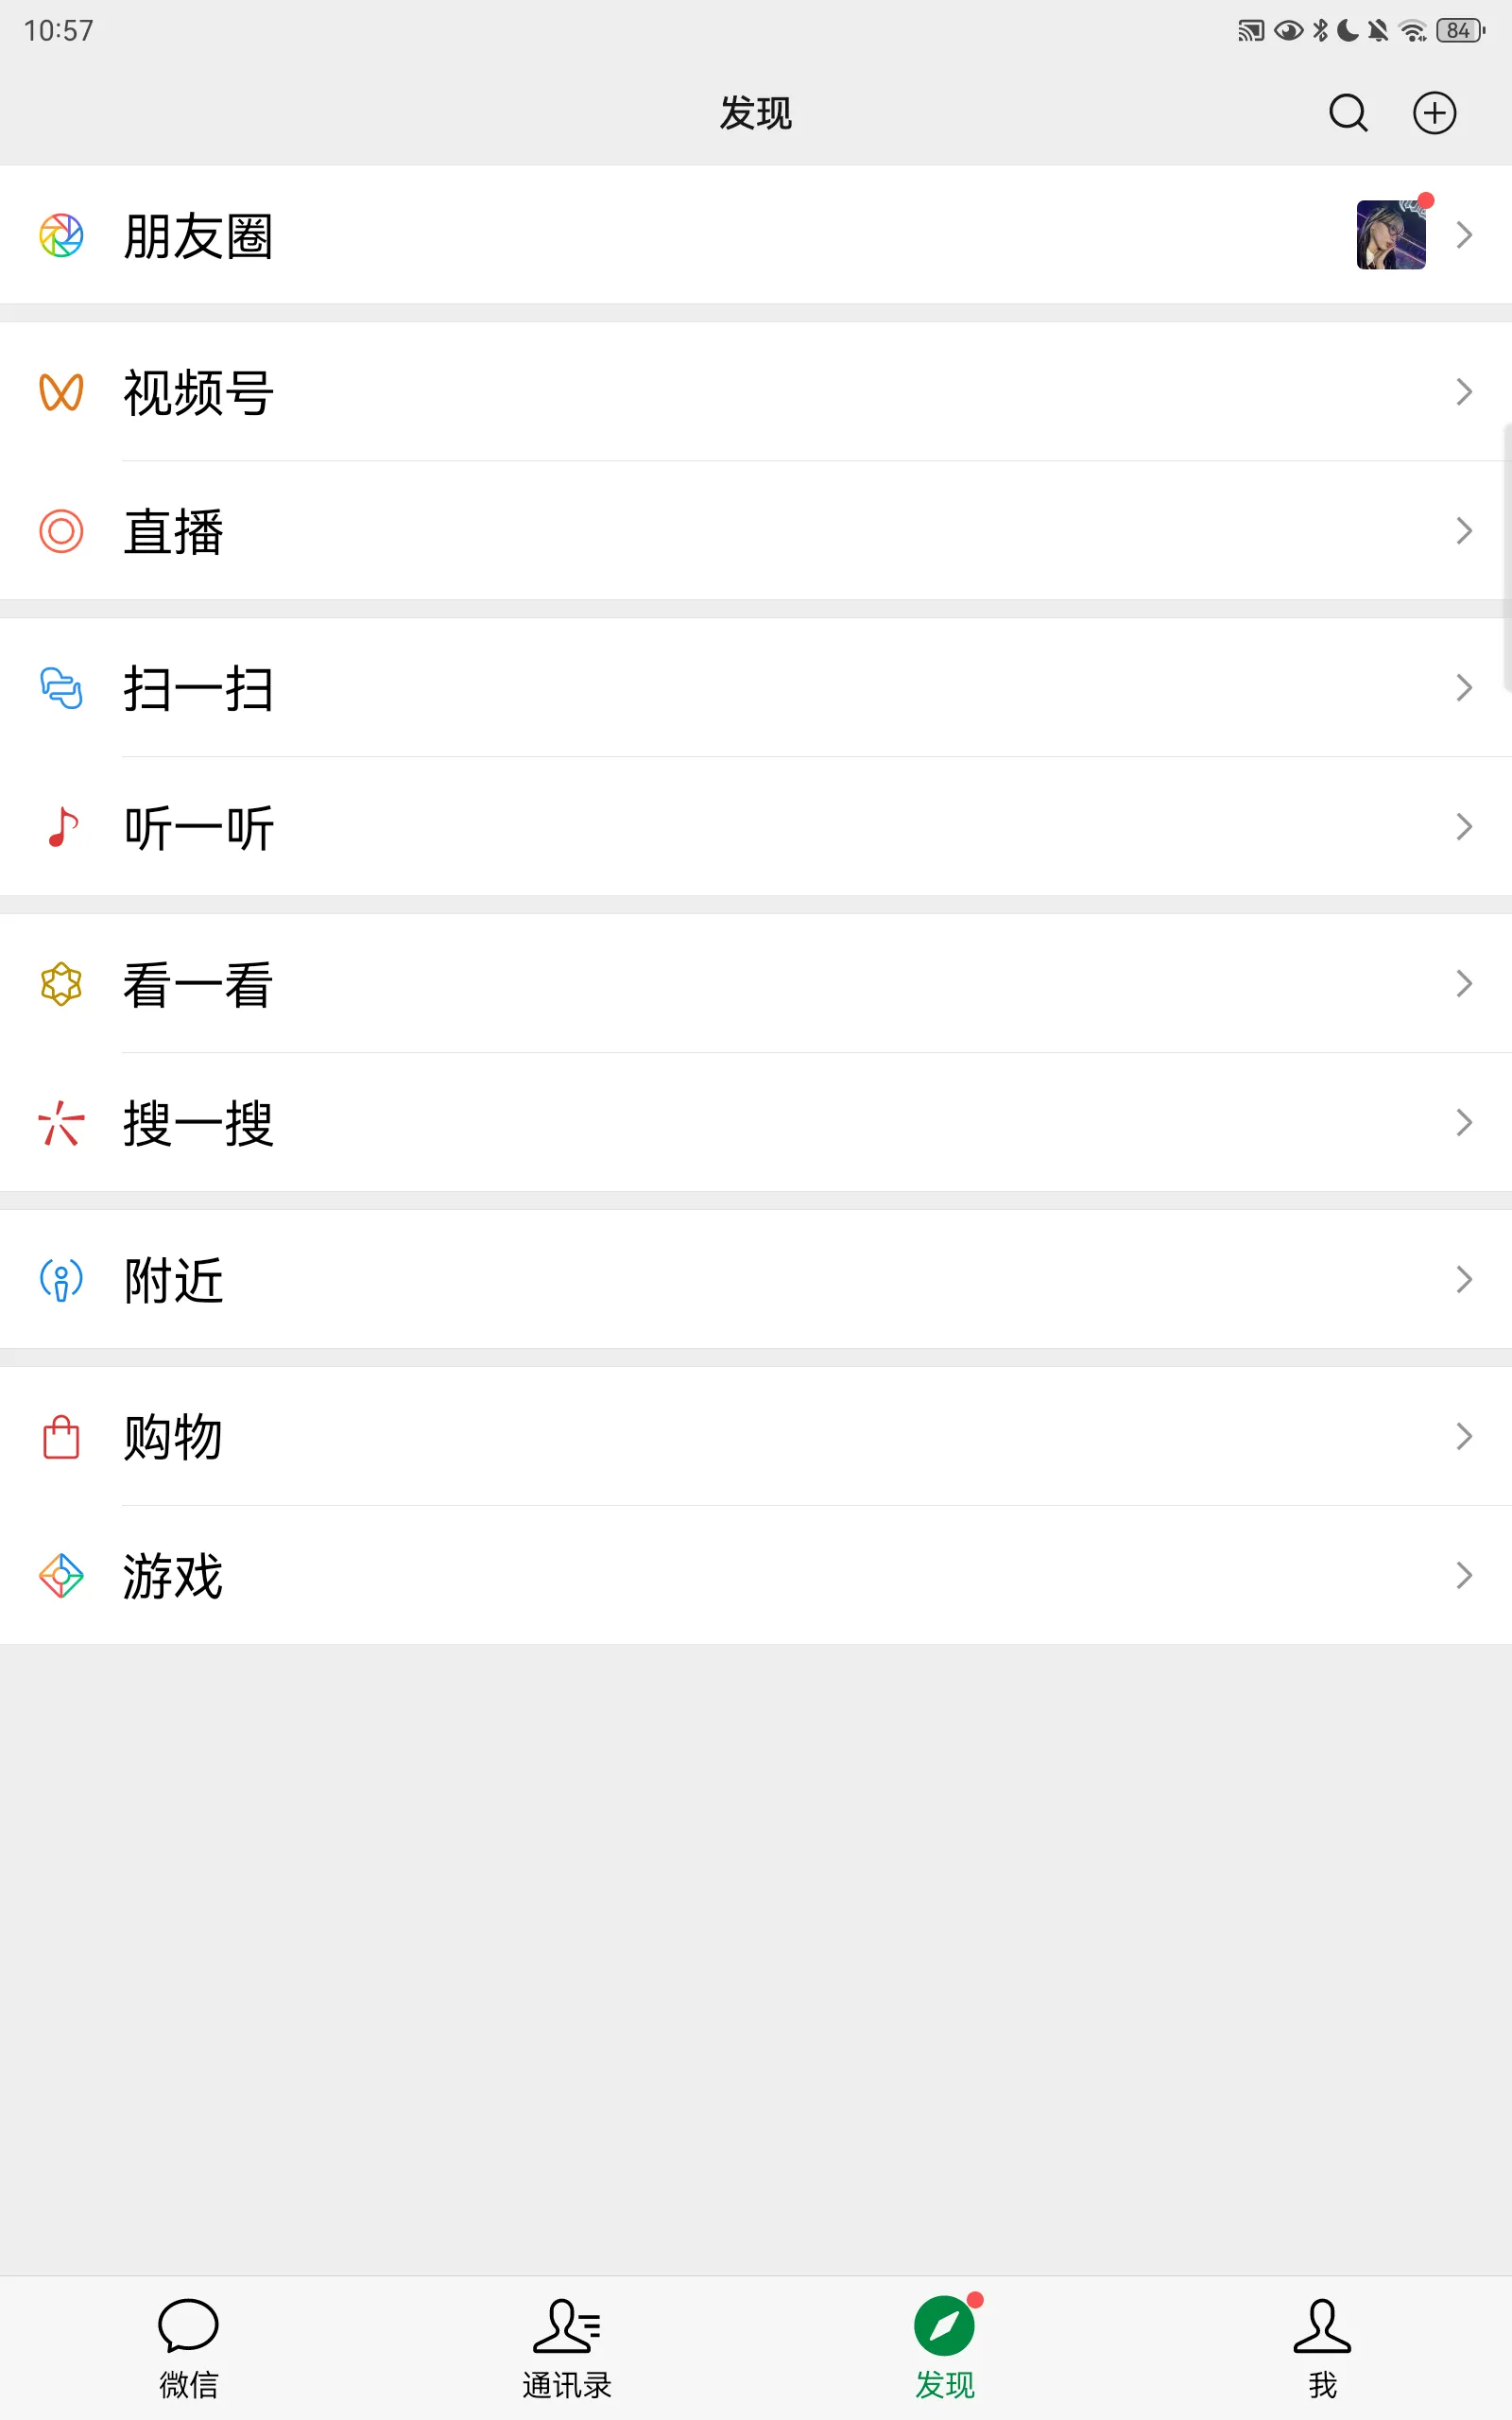 10:57
84
发现
朋友圈
视频号
直播
扫一扫
听一听
看一看
搜一搜
附近
购物
游戏
微信
通讯录
发现
我